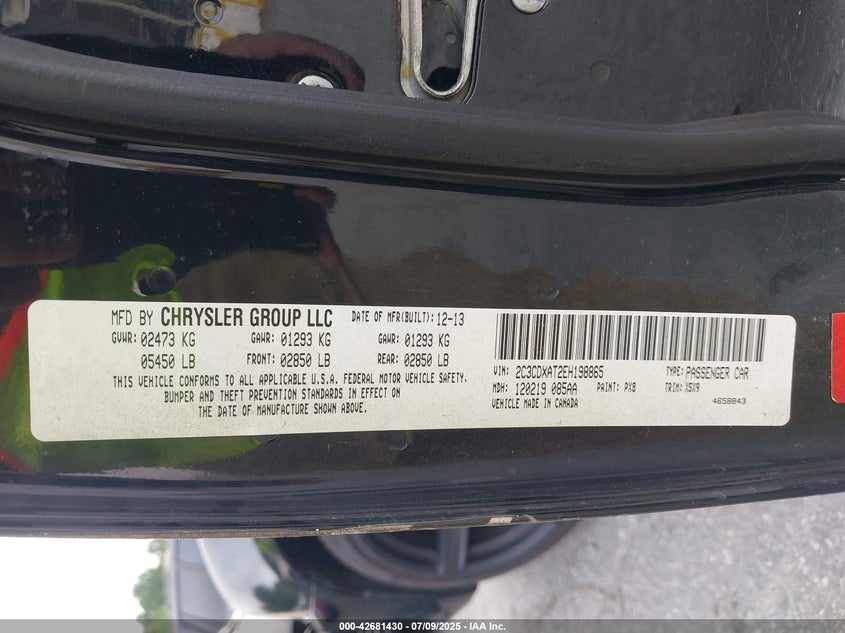 MFD BY CHRYSLER GROUP LLC DATE OF MFR(BUILT): 12-13
GVWR: 02473 KG GAWR: 01293 KG GAWR: 01293 KG
05450 LB FRONT: 02850 LB REAR: 02850 LB
THIS VEHICLE CONFORMS TO ALL APPLICABLE U.S.A. FEDERAL MOTOR VEHICLE SAFETY,
BUMPER AND THEFT PREVENTION STANDARDS IN EFFECT ON
THE DATE OF MANUFACTURE SHOWN ABOVE.
VIN: 2C3CDXAT2EH198865 TYPE: PASSENGER CAR
MDH: 120219 085AA PAINT: PX8 TRIM: X5X9
VEHICLE MADE IN CANADA 4658843
000-42681430 - 07/09/2025 - IAA Inc.